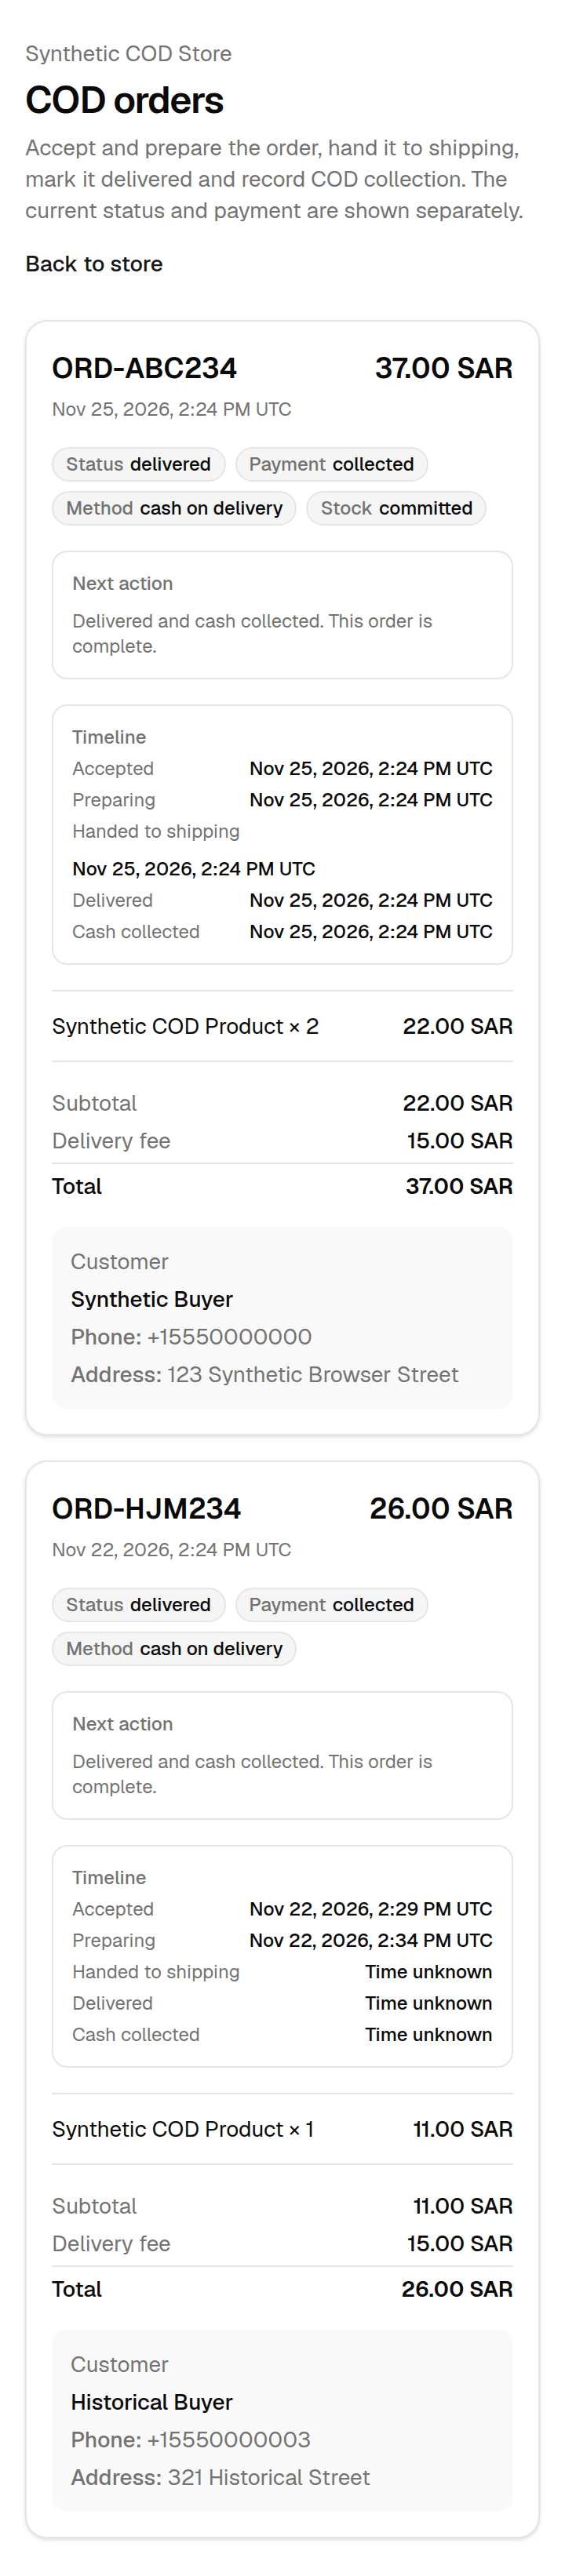 Synthetic COD Store
COD orders
Accept and prepare the order, hand it to shipping,
mark it delivered and record COD collection. The
current status and payment are shown separately.
Back to store
ORD-ABC234 37.00 SAR
Nov 25, 2026, 2:24 PM UTC
Status delivered Payment collected
Method cash on delivery Stock committed
Next action
Delivered and cash collected. This order is
complete.
Timeline
Accepted Nov 25, 2026, 2:24 PM UTC
Preparing Nov 25, 2026, 2:24 PM UTC
Handed to shipping
Nov 25, 2026, 2:24 PM UTC
Delivered Nov 25, 2026, 2:24 PM UTC
Cash collected Nov 25, 2026, 2:24 PM UTC
Synthetic COD Product × 2 22.00 SAR
Subtotal 22.00 SAR
Delivery fee 15.00 SAR
Total 37.00 SAR
Customer
Synthetic Buyer
Phone: +15550000000
Address: 123 Synthetic Browser Street
ORD-HJM234 26.00 SAR
Nov 22, 2026, 2:24 PM UTC
Status delivered Payment collected
Method cash on delivery
Next action
Delivered and cash collected. This order is
complete.
Timeline
Accepted Nov 22, 2026, 2:29 PM UTC
Preparing Nov 22, 2026, 2:34 PM UTC
Handed to shipping Time unknown
Delivered Time unknown
Cash collected Time unknown
Synthetic COD Product × 1 11.00 SAR
Subtotal 11.00 SAR
Delivery fee 15.00 SAR
Total 26.00 SAR
Customer
Historical Buyer
Phone: +15550000003
Address: 321 Historical Street